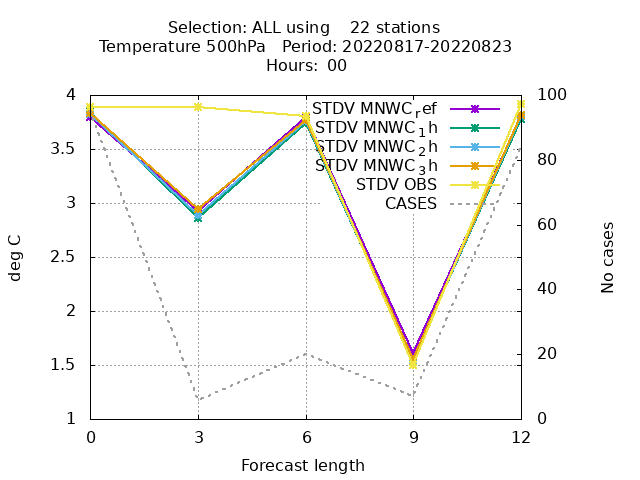 Selection: ALL using    22 stations
Temperature 500hPa   Period: 20220817-20220823
Hours:  00
4
3.5
3
2.5
2
1.5
1
deg C
100
80
60
40
20
0
No cases
STDV MNWC_ref
STDV MNWC_1h
STDV MNWC_2h
STDV MNWC_3h
STDV OBS
CASES
0
3
6
9
12
Forecast length